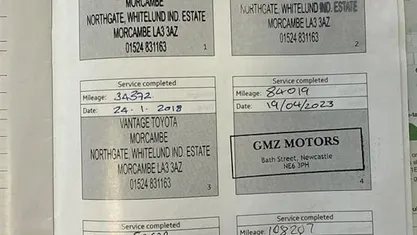 MORCAMBE
NORTHGATE, WHITELUND IND. ESTATE
MORCAMBE LA3 3AZ
01524 831163
1
NORTHGATE, WHITELUND IND. ESTATE
MORCAMBE LA3 3AZ
01524 831163
2
Service completed
Mileage: 34392
Date: 24-1-2018
VANTAGE TOYOTA
MORCAMBE
NORTHGATE, WHITELUND IND. ESTATE
MORCAMBE LA3 3AZ
01524 831163
3
Service completed
Mileage: 84019
Date: 19/04/2023
GMZ MOTORS
Bath Street, Newcastle
NE6 3PH
4
Service completed
Service completed
Mileage: 108207